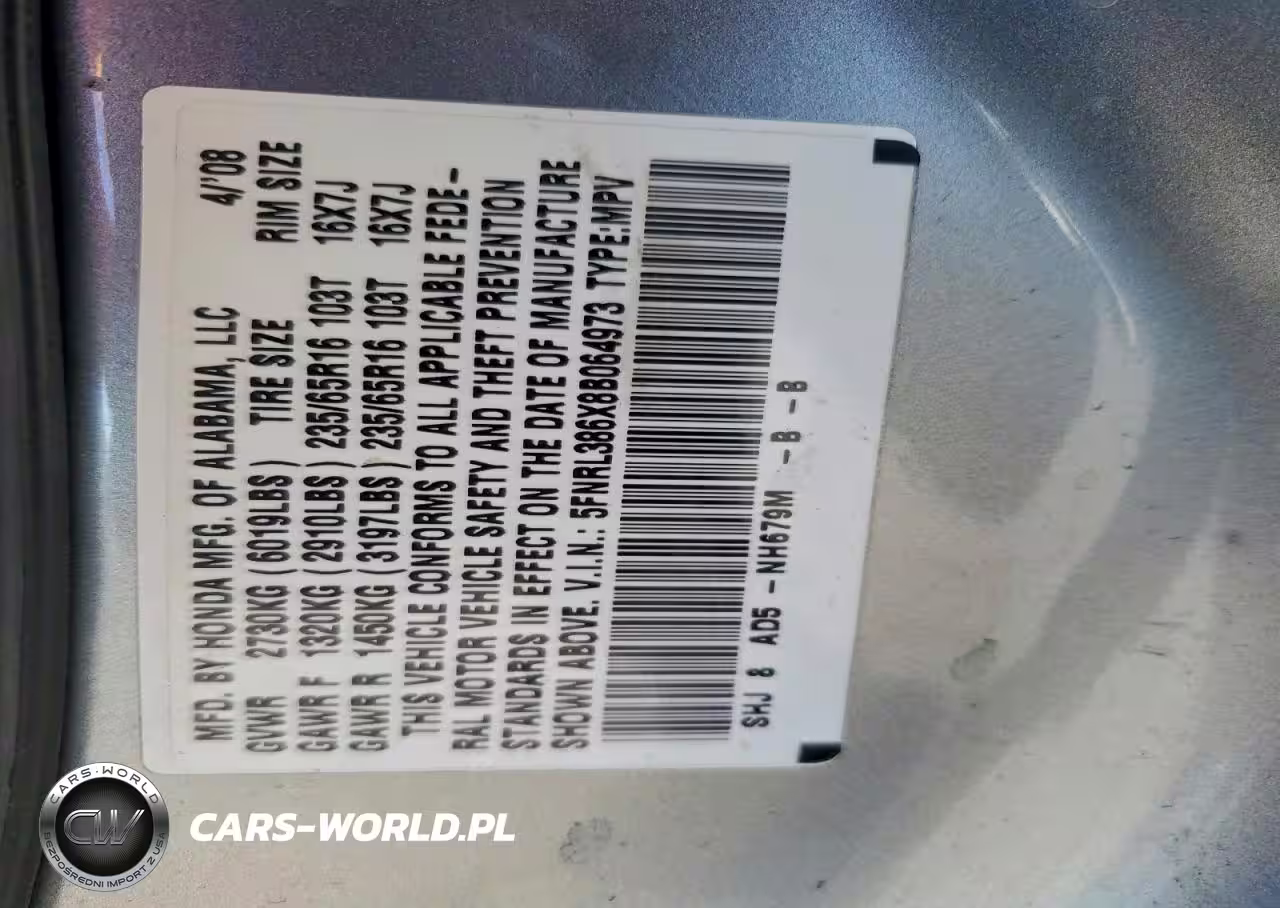 MFD. BY HONDA MFG. OF ALABAMA, LLC 4/'08
GVWR 2730KG (6019LBS) TIRE SIZE RIM SIZE
GAWR F 1320KG (2910LBS) 235/65R16 103T 16X7J
GAWR R 1450KG (3197LBS) 235/65R16 103T 16X7J
THIS VEHICLE CONFORMS TO ALL APPLICABLE FEDE-
RAL MOTOR VEHICLE SAFETY AND THEFT PREVENTION
STANDARDS IN EFFECT ON THE DATE OF MANUFACTURE
SHOWN ABOVE. V.I.N.: 5FNRL386X8B064973 TYPE:MPV
SHJ 8 AD5 -NH679M -B -B
CARS-WORLD
CW
BEZPOŚREDNI IMPORT Z USA
CARS-WORLD.PL